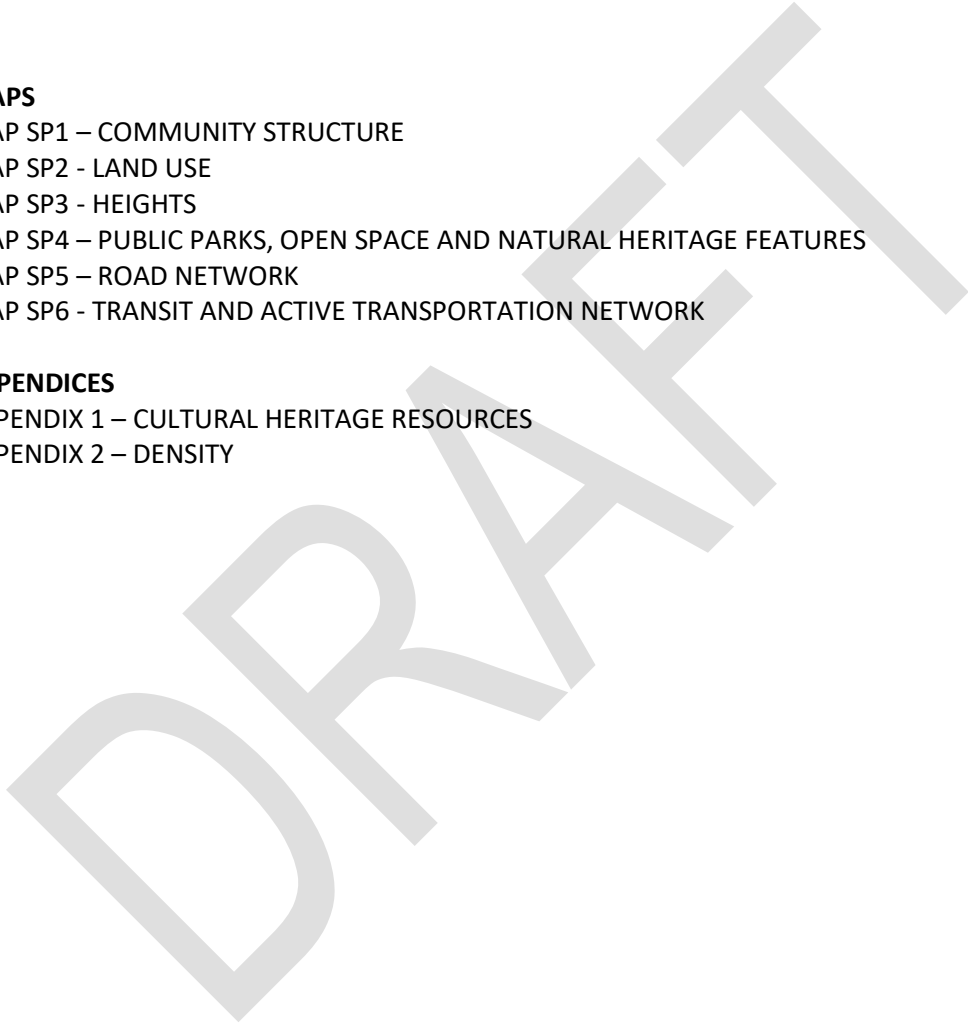 APS
AP SP1 – COMMUNITY STRUCTURE
AP SP2 - LAND USE
AP SP3 - HEIGHTS
AP SP4 – PUBLIC PARKS, OPEN SPACE AND NATURAL HERITAGE FEATURES
AP SP5 – ROAD NETWORK
AP SP6 - TRANSIT AND ACTIVE TRANSPORTATION NETWORK
PENDICES
PENDIX 1 – CULTURAL HERITAGE RESOURCES
PENDIX 2 – DENSITY
DRAFT